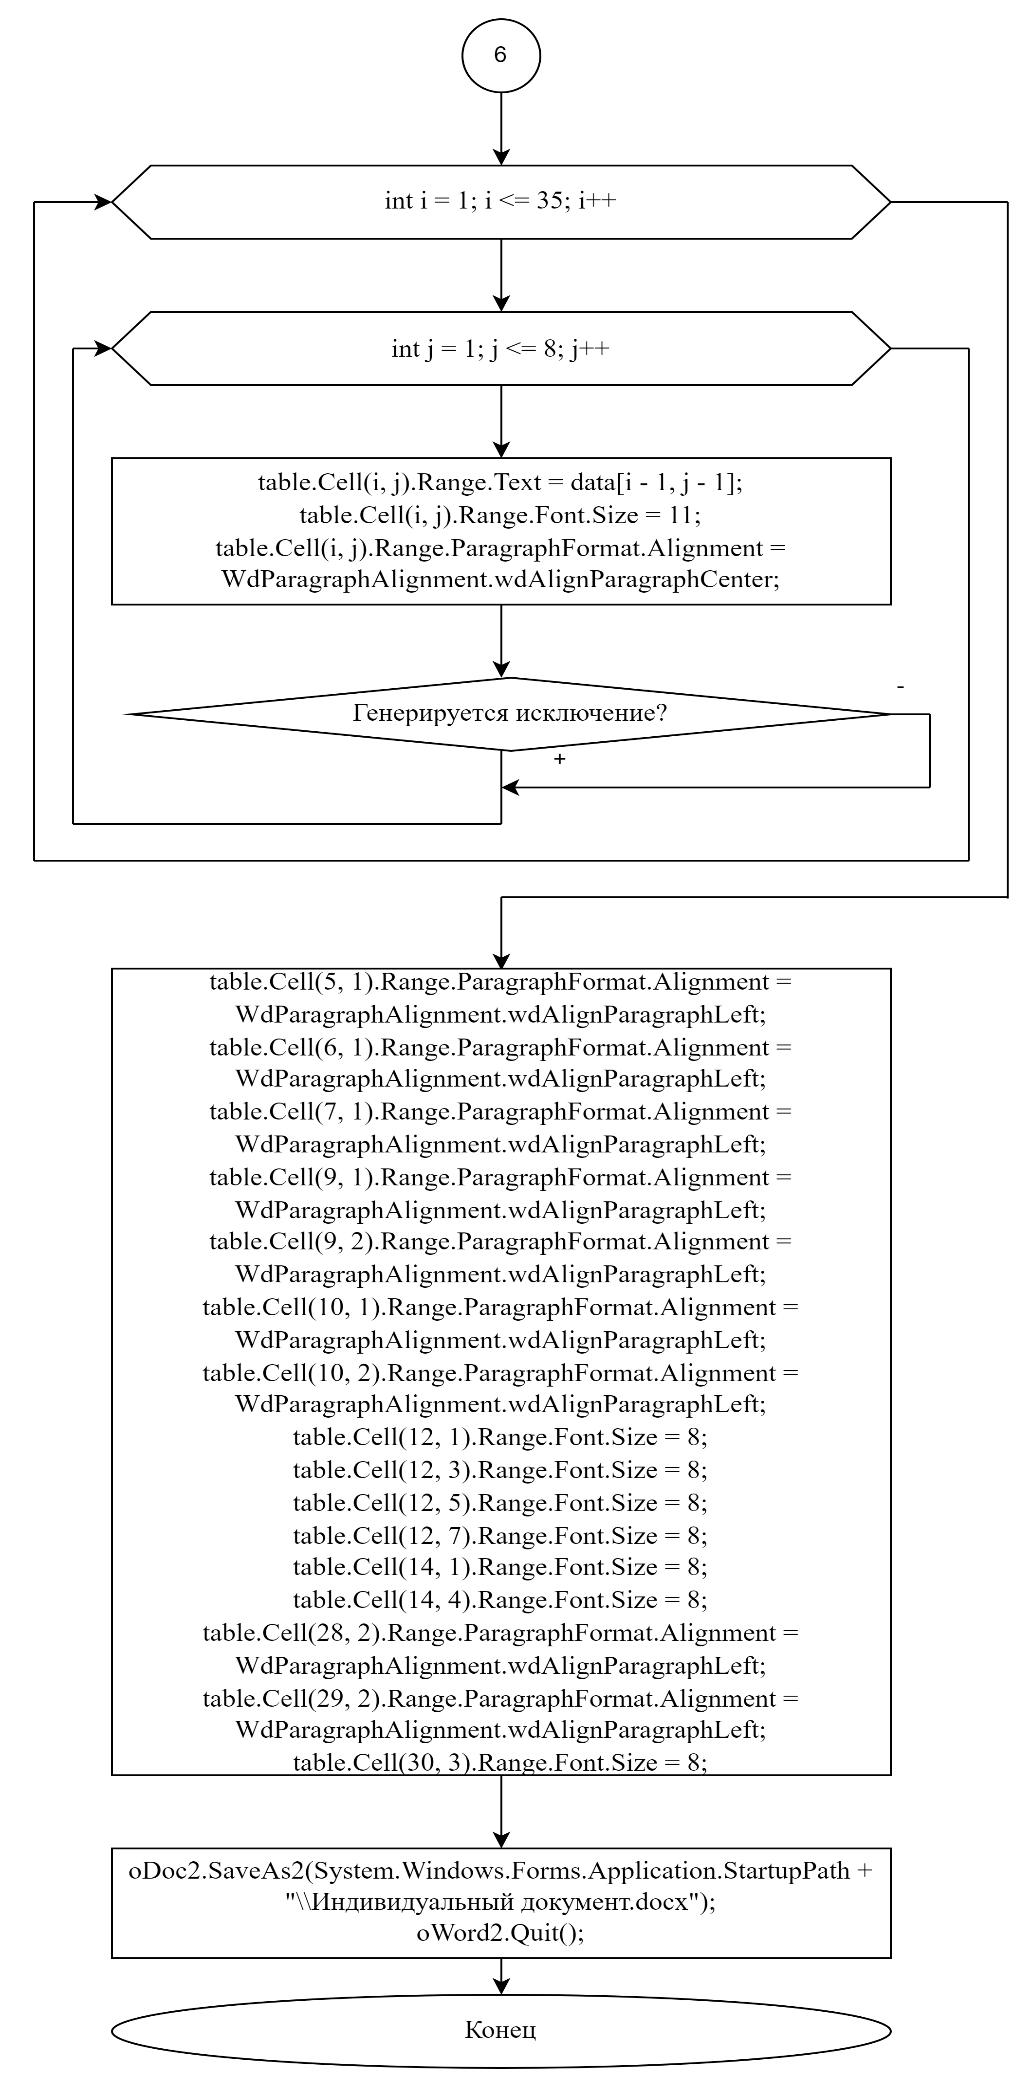 6
int i = 1; i <= 35; i++
int j = 1; j <= 8; j++
table.Cell(i, j).Range.Text = data[i - 1, j - 1];
table.Cell(i, j).Range.Font.Size = 11;
table.Cell(i, j).Range.ParagraphFormat.Alignment =
WdParagraphAlignment.wdAlignParagraphCenter;
-
Генерируется исключение?
+
table.Cell(5, 1).Range.ParagraphFormat.Alignment =
WdParagraphAlignment.wdAlignParagraphLeft;
table.Cell(6, 1).Range.ParagraphFormat.Alignment =
WdParagraphAlignment.wdAlignParagraphLeft;
table.Cell(7, 1).Range.ParagraphFormat.Alignment =
WdParagraphAlignment.wdAlignParagraphLeft;
table.Cell(9, 1).Range.ParagraphFormat.Alignment =
WdParagraphAlignment.wdAlignParagraphLeft;
table.Cell(9, 2).Range.ParagraphFormat.Alignment =
WdParagraphAlignment.wdAlignParagraphLeft;
table.Cell(10, 1).Range.ParagraphFormat.Alignment =
WdParagraphAlignment.wdAlignParagraphLeft;
table.Cell(10, 2).Range.ParagraphFormat.Alignment =
WdParagraphAlignment.wdAlignParagraphLeft;
table.Cell(12, 1).Range.Font.Size = 8;
table.Cell(12, 3).Range.Font.Size = 8;
table.Cell(12, 5).Range.Font.Size = 8;
table.Cell(12, 7).Range.Font.Size = 8;
table.Cell(14, 1).Range.Font.Size = 8;
table.Cell(14, 4).Range.Font.Size = 8;
table.Cell(28, 2).Range.ParagraphFormat.Alignment =
WdParagraphAlignment.wdAlignParagraphLeft;
table.Cell(29, 2).Range.ParagraphFormat.Alignment =
WdParagraphAlignment.wdAlignParagraphLeft;
table.Cell(30, 3).Range.Font.Size = 8;
oDoc2.SaveAs2(System.Windows.Forms.Application.StartupPath +
"\\Индивидуальный документ.docx");
oWord2.Quit();
Конец